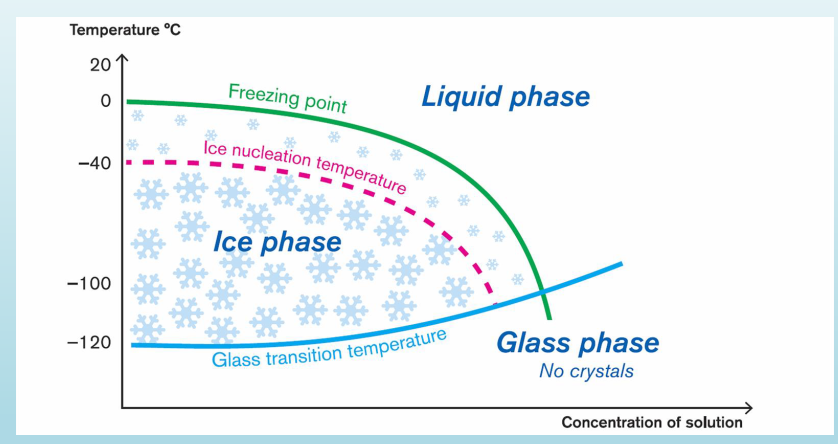 Temperature ºC
20
0
Freezing point
Liquid phase
Ice nucleation temperature
−40
Ice phase
−100
−120
Glass transition temperature
Glass phase
No crystals
Concentration of solution